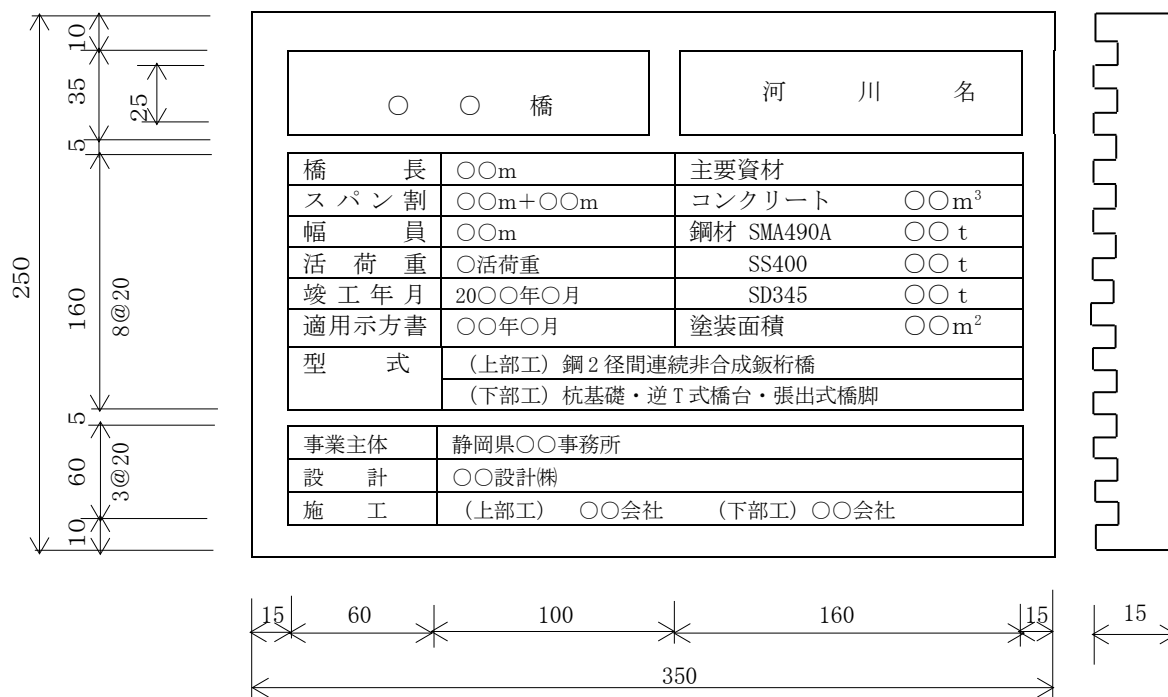 ○ ○ 橋
河 川 名
橋 長 ○○m 主要資材
スパン割 ○○m+○○m コンクリート ○○m³
幅 員 ○○m 鋼材 SMA490A ○○ t
活荷重 ○活荷重 SS400 ○○ t
竣工年月 20○○年○月 SD345 ○○ t
適用示方書 ○○年○月 塗装面積 ○○m²
型 式 (上部工)鋼2径間連続非合成鈑桁橋
(下部工)杭基礎・逆T式橋台・張出式橋脚
事業主体 静岡県○○事務所
設 計 ○○設計㈱
施 工 (上部工) ○○会社 (下部工)○○会社
250
10
35
25
5
160
8@20
5
60
3@20
10
15 60 100 160 15
350
15